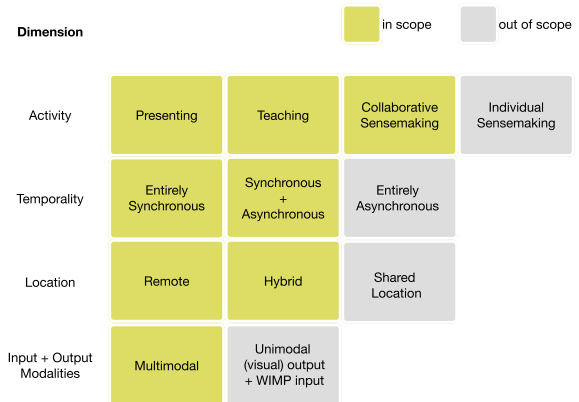 Dimension
in scope
out of scope
Activity
Presenting
Teaching
Collaborative
Sensemaking
Individual
Sensemaking
Temporality
Entirely
Synchronous
Synchronous
+
Asynchronous
Entirely
Asynchronous
Location
Remote
Hybrid
Shared
Location
Input + Output
Modalities
Multimodal
Unimodal
(visual) output
+ WIMP input